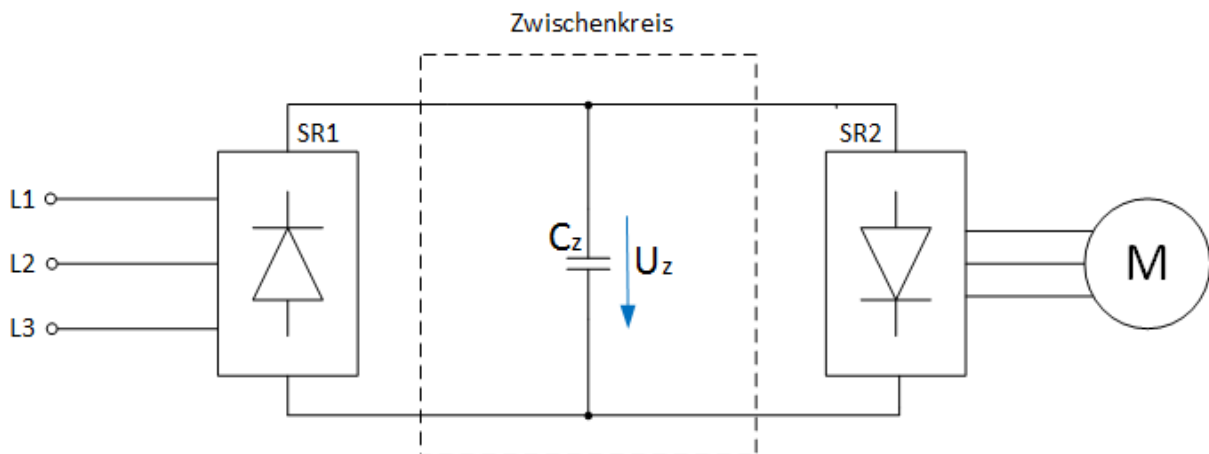 Zwischenkreis
SR1
SR2
L1
L2
L3
Cz
Uz
M